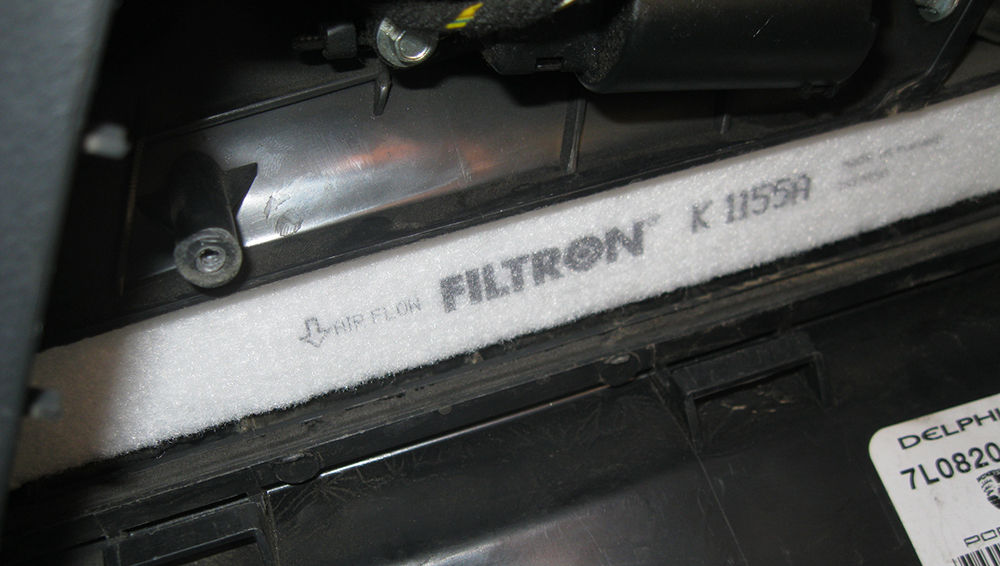 AIR FLOW
FILTRON
K 1155A
DELPHI
7L0820